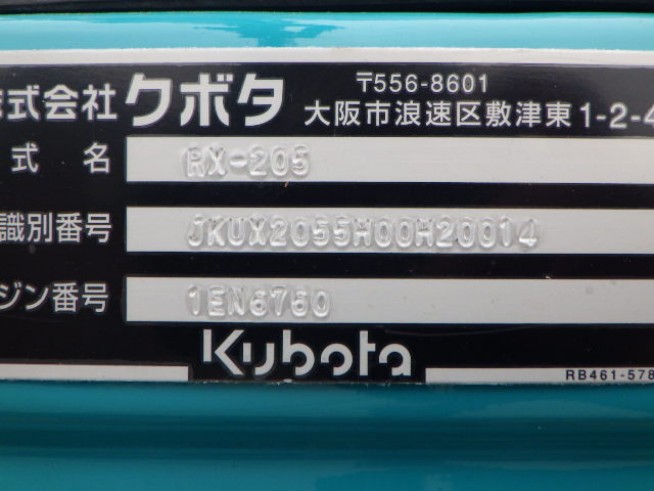 株式会社クボタ 〒556-8601
大阪市浪速区敷津東1-2-4
式 名 RX-205
識別番号 JKUX2055H00H20014
ジン番号 1EN6760
Kubota
RB461-578